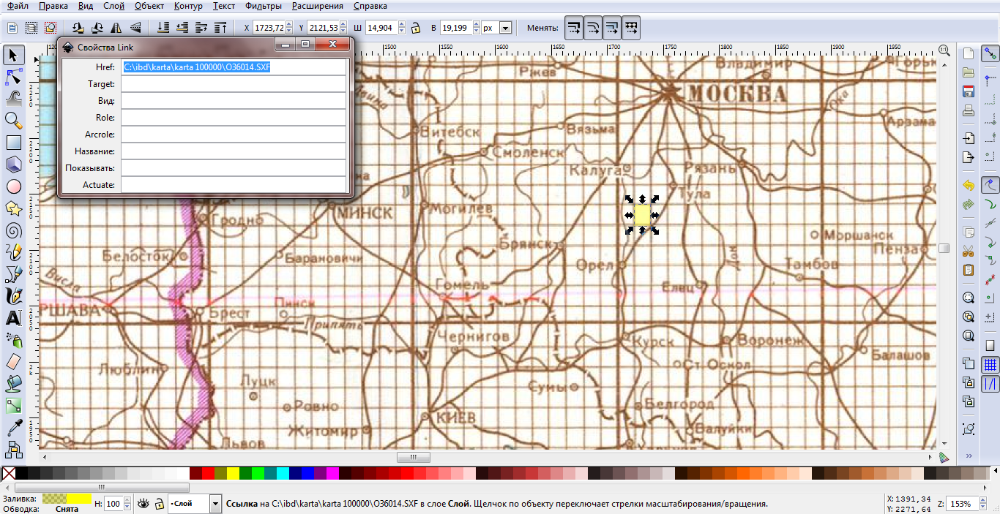 Файл Правка Вид Слой Объект Контур Текст Фильтры Расширения Справка
X 1723,72 Y 2121,53 Ш 14,904 В 19,199 px Менять:
Свойства Link
Href: C:\ibd\karta\karta 100000\O36014.SXF
Target:
Вид:
Role:
Arcrole:
Название:
Показывать:
Actuate:
1500 1550 1600 1650 1700 1750 1800 1850 1900 1950
Ржев
Владимир
МОСКВА
Ока
Витебск
Вязьма
Смоленск
Калуга
Рязань
Тула
МИНСК
Могилев
Гродно
Брянск
Моршанск
Пенза
Белосток
Барановичи
Орел
Тамбов
Висла
Гомель
Елец
РШАВА
Пинск
Брест
Припять
Чернигов
Курск
Воронеж
Балашов
Люблин
Ст.Оскол
Луцк
Сумы
Ровно
Белгород
КИЕВ
Житомир
Валуйки
Львов
Заливка:
Обводка: Снята
Н: 100
•Слой
Ссылка на C:\ibd\karta\karta 100000\O36014.SXF в слое Слой. Щелчок по объекту переключает стрелки масштабирования/вращения.
X: 1391,34
Y: 2271,64
Z: 153%